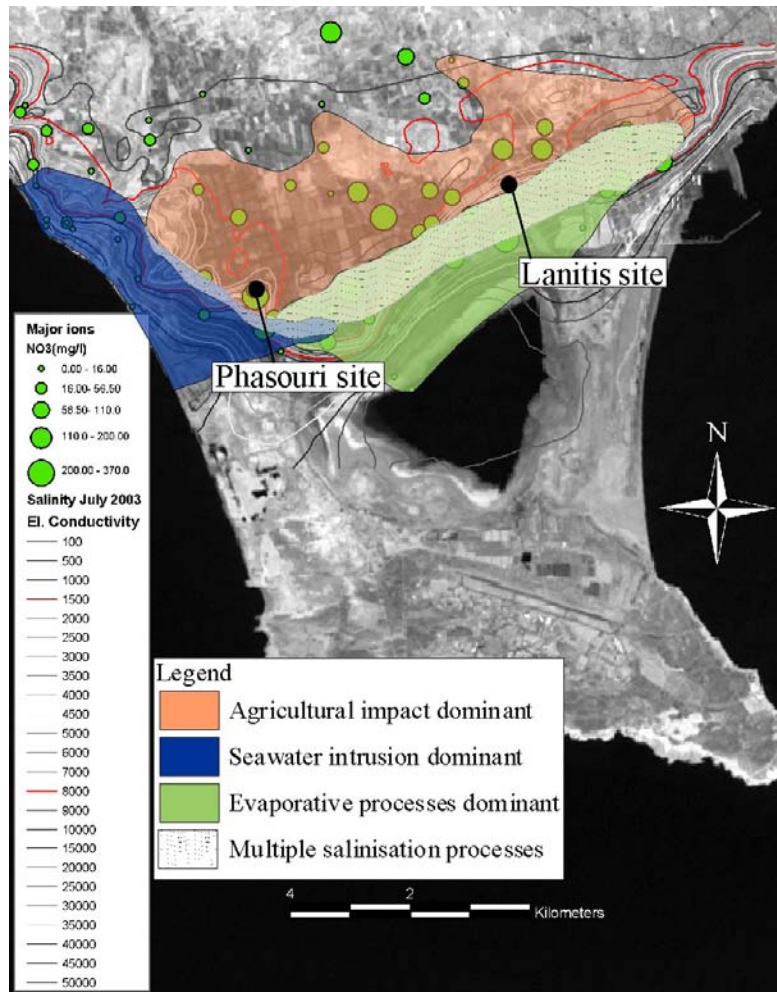 Lanitis site
Phasouri site
Major ions
NO3(mg/l)
0.00 - 16.00
16.00 - 56.50
56.50 - 110.0
110.0 - 200.00
200.00 - 370.0
Salinity July 2003
El. Conductivity
100
500
1000
1500
2000
2500
3000
3500
4000
4500
5000
6000
7000
8000
9000
10000
15000
20000
25000
30000
35000
40000
45000
50000
N
Legend
Agricultural impact dominant
Seawater intrusion dominant
Evaporative processes dominant
Multiple salinisation processes
4 2
Kilometers